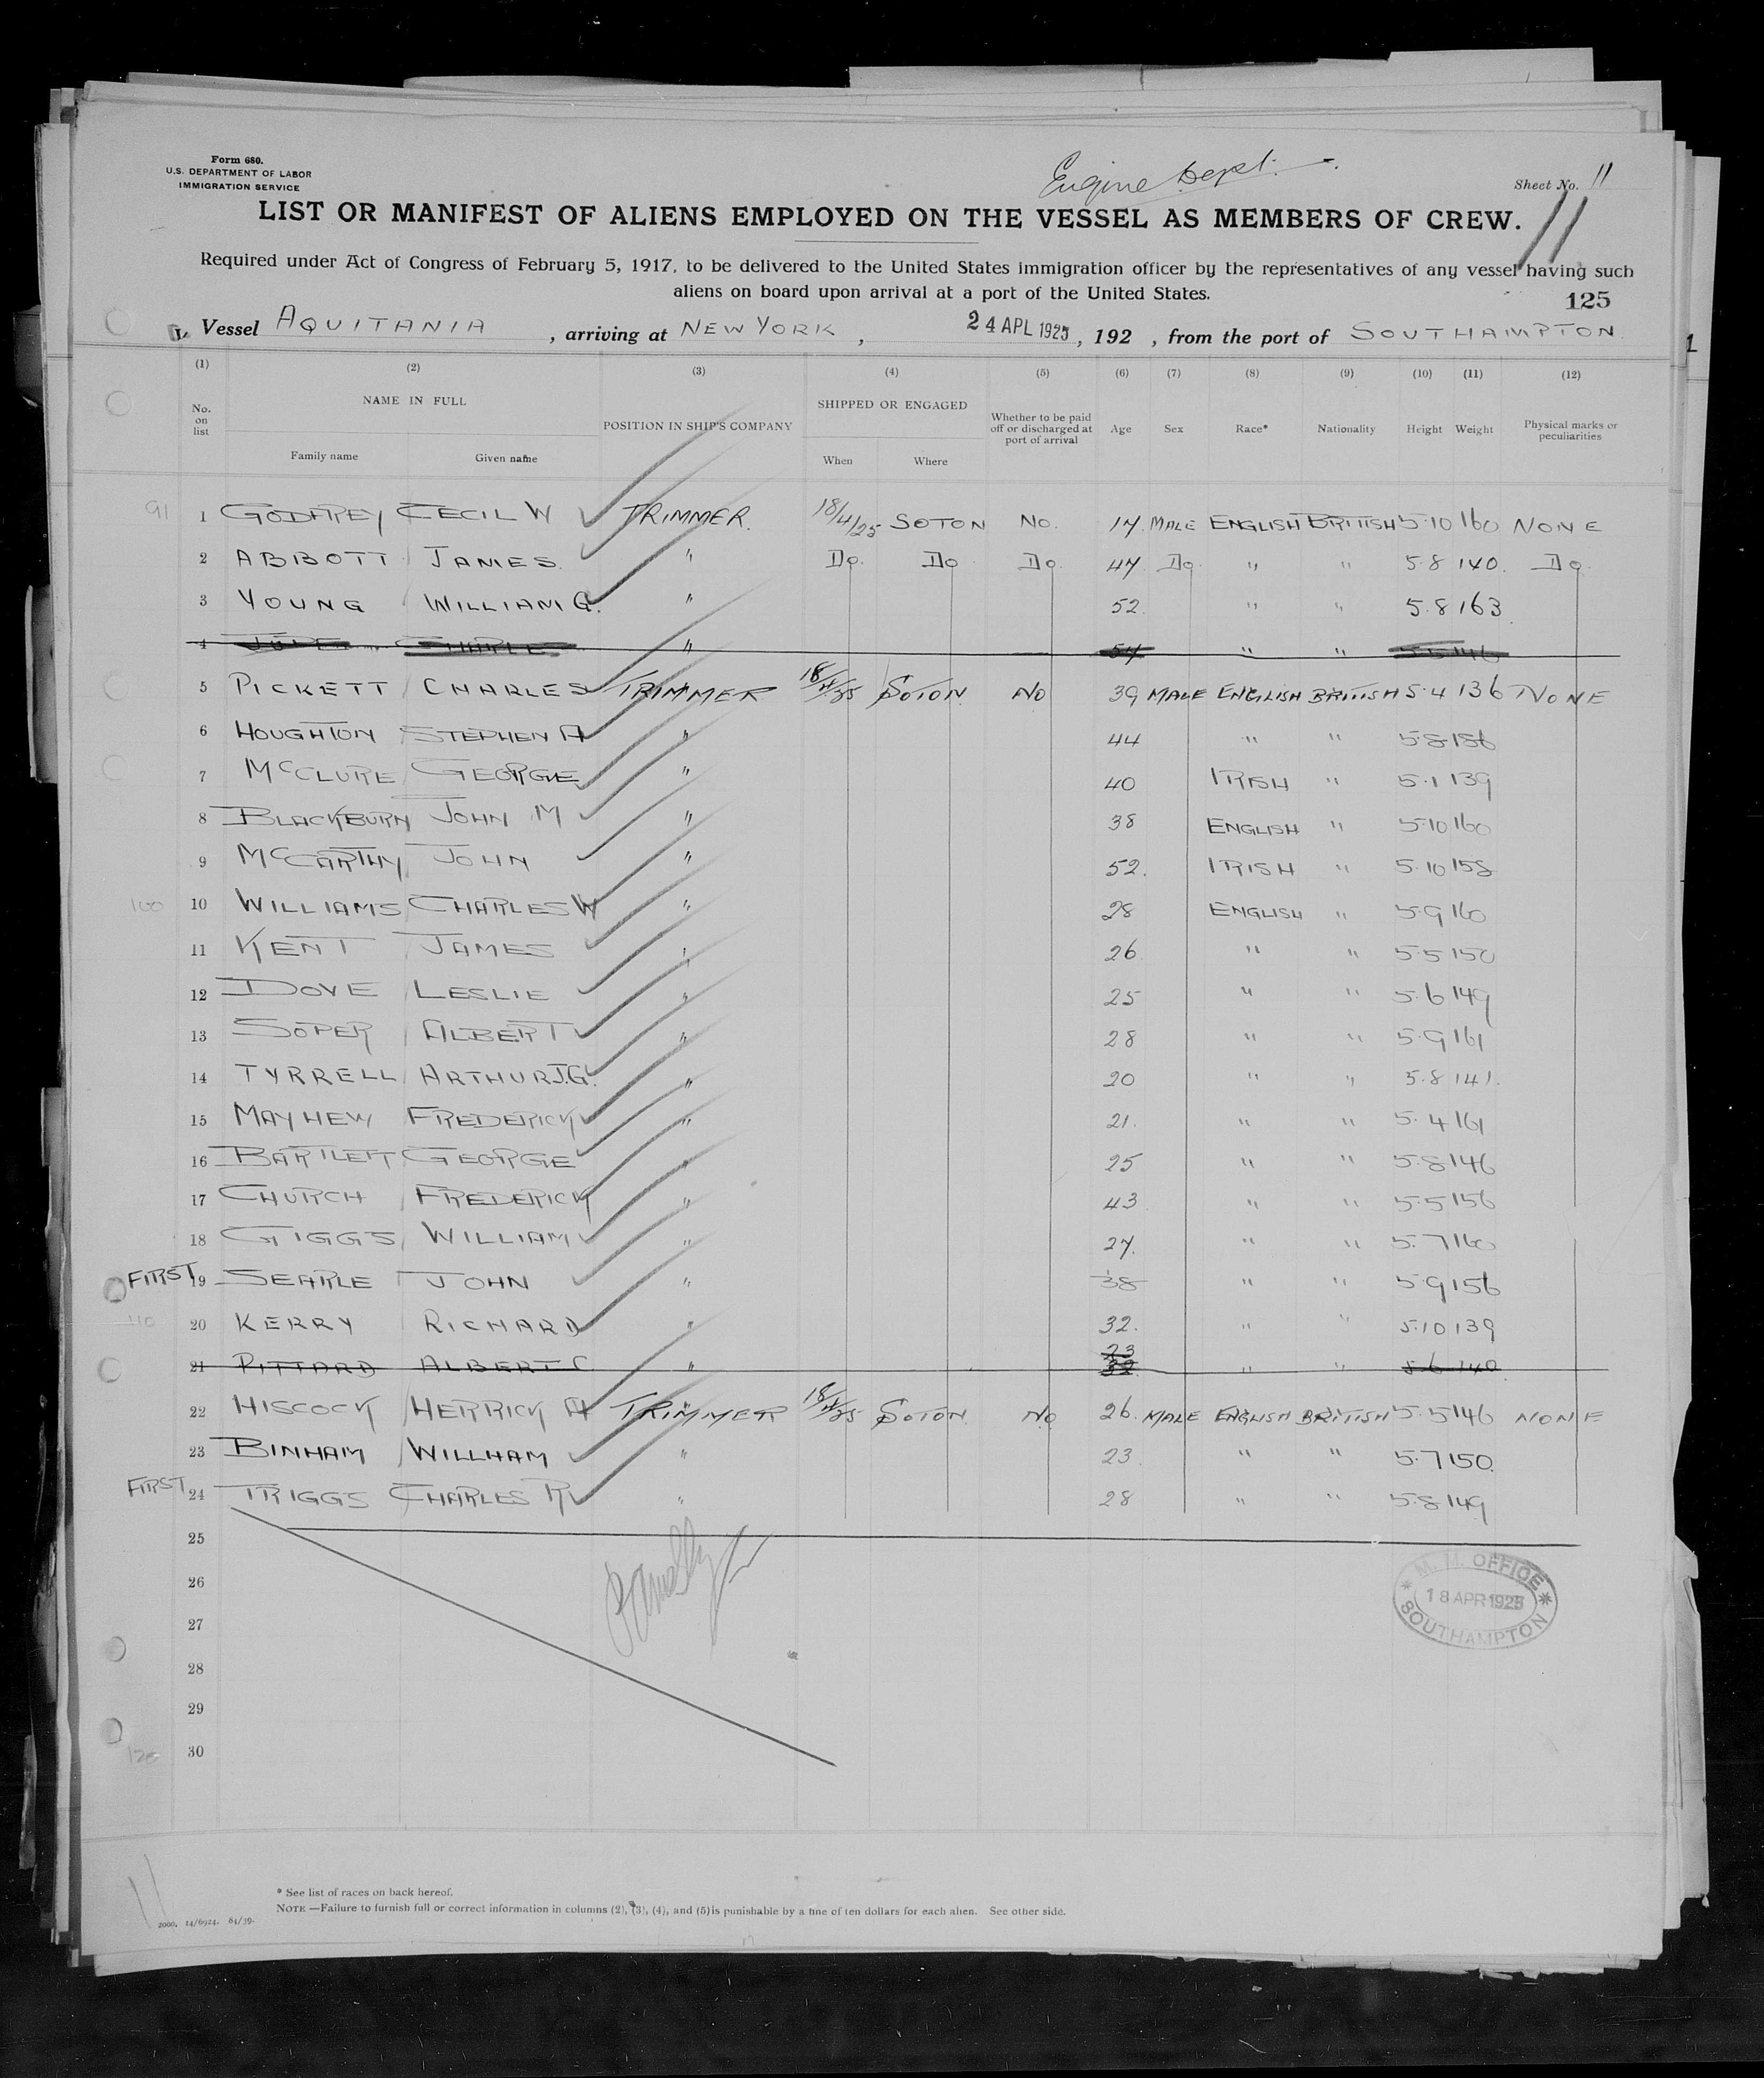 Form 680.
U.S. DEPARTMENT OF LABOR
IMMIGRATION SERVICE
Engine Dept.
Sheet No. 11
11
LIST OR MANIFEST OF ALIENS EMPLOYED ON THE VESSEL AS MEMBERS OF CREW.
Required under Act of Congress of February 5, 1917, to be delivered to the United States immigration officer by the representatives of any vessel having such
aliens on board upon arrival at a port of the United States.
125
Vessel AQUITANIA , arriving at NEW YORK , 24 APL 1925 , 192 , from the port of SOUTHAMPTON
(1) (2) (3) (4) (5) (6) (7) (8) (9) (10) (11) (12)
No. on list NAME IN FULL Family name Given name POSITION IN SHIP'S COMPANY SHIPPED OR ENGAGED When Where Whether to be paid off or discharged at port of arrival Age Sex Race* Nationality Height Weight Physical marks or peculiarities
91 1 GODFREY CECIL W TRIMMER. 18/4/25 SOTON NO. 17. MALE ENGLISH BRITISH 5.10 160 NONE
2 ABBOTT JAMES. " Do. Do Do. 47 Do. " " 5.8 140. Do
3 YOUNG WILLIAM G. " 52. " " 5.8 163.
4 " 54 " " 5.5 146
5 PICKETT CHARLES TRIMMER 18/4/25 SOTON. NO 39 MALE ENGLISH BRITISH 5.4 136 NONE
6 HOUGHTON STEPHEN A " 44 " " 5.8 186
7 McCLURE GEORGE " 40 IRISH " 5.1 139
8 BLACKBURN JOHN M " 38 ENGLISH " 5.10 160
9 McCARTHY JOHN " 52. IRISH " 5.10 158
100 10 WILLIAMS CHARLES W " 28 ENGLISH " 5.9 160
11 KENT JAMES " 26 " " 5.5 150
12 DOVE LESLIE " 25 " " 5.6 149
13 SOPER ALBERT " 28 " " 5.9 161
14 TYRRELL ARTHUR J.G. " 20 " " 5.8 141.
15 MAYHEW FREDERICK " 21. " " 5.4 161
16 BARTLETT GEORGE " 25 " " 5.8 146
17 CHURCH FREDERICK " 43 " " 5.5 156
18 GIGGS WILLIAM " 27. " " 5.7 160
FIRST 19 SEARLE JOHN " 38 " " 5.9 156
110 20 KERRY RICHARD " 32. " " 5.10 139
21 PITTARD ALBERT C " 23 32 " " 5.6 140
22 HISCOCK HERRICK A TRIMMER 18/4/25 SOTON NO 26. MALE ENGLISH BRITISH 5.5 146 NONE
23 BINHAM WILLIAM " 23 " " 5.7 150.
FIRST 24 TRIGGS CHARLES R " 28 " " 5.8 149
25
26
27
28
29
120 30
M. M. OFFICE
18 APR 1925
SOUTHAMPTON
11
* See list of races on back hereof.
NOTE —Failure to furnish full or correct information in columns (2), (3), (4), and (5) is punishable by a fine of ten dollars for each alien. See other side.
2000. 14/6924. 64/39.